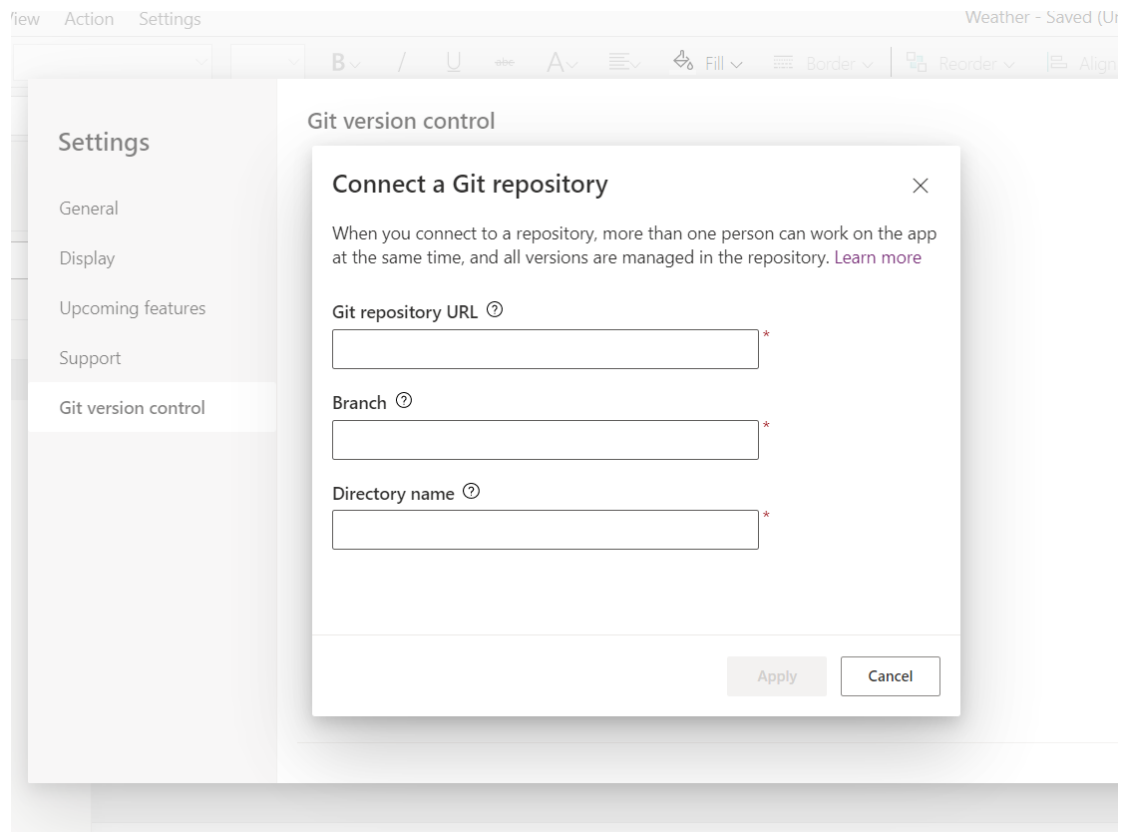 Action Settings
Weather - Saved
B / U abc A Fill Border Reorder Align
Settings
General
Display
Upcoming features
Support
Git version control
Git version control
Connect a Git repository
When you connect to a repository, more than one person can work on the app
at the same time, and all versions are managed in the repository. Learn more
Git repository URL ?
*
Branch ?
*
Directory name ?
*
Apply Cancel